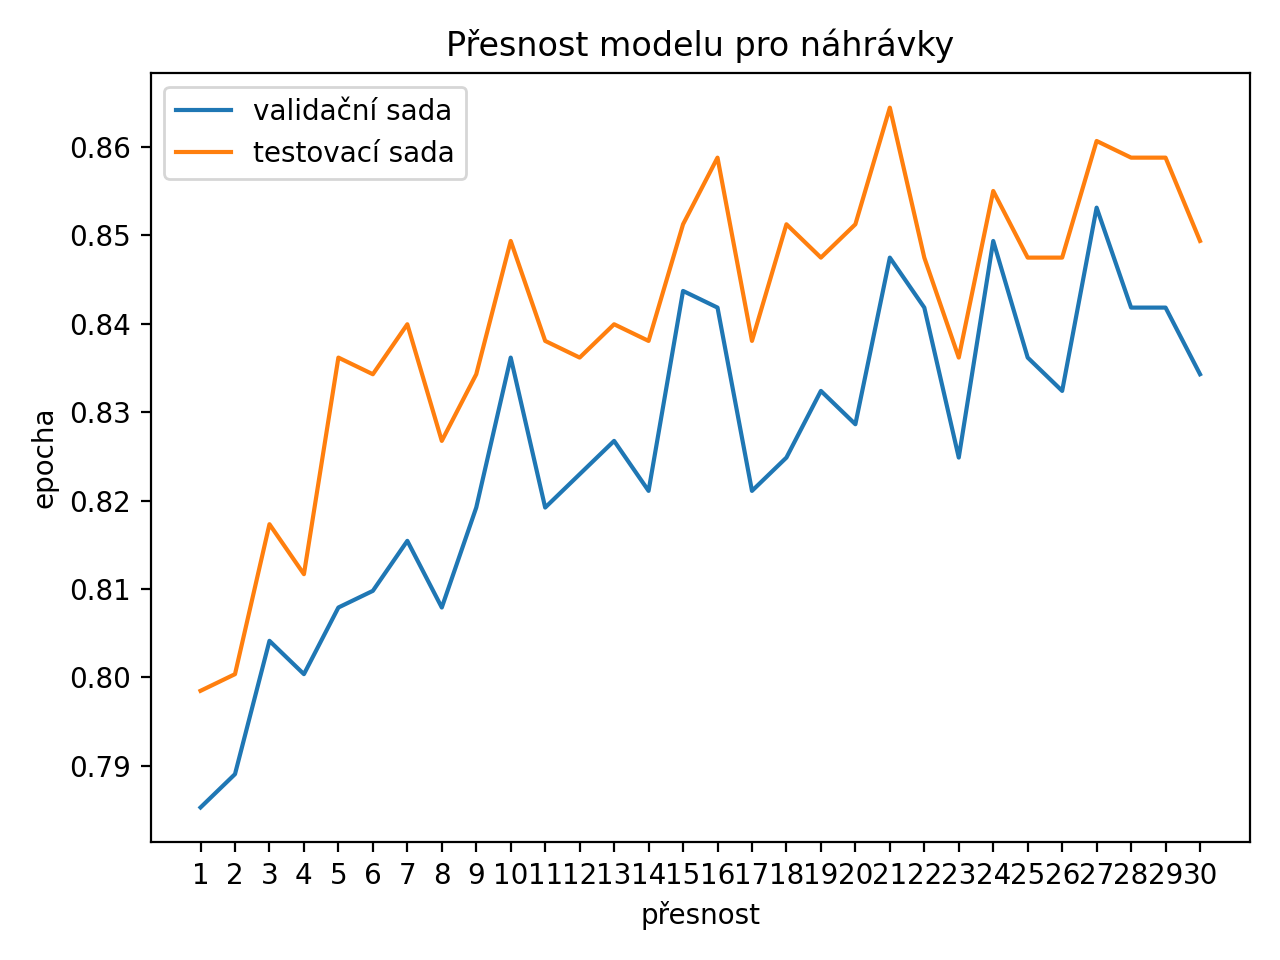 Přesnost modelu pro náhrávky
validační sada
testovací sada
0.86
0.85
0.84
0.83
0.82
0.81
0.80
0.79
epocha
1 2 3 4 5 6 7 8 9 10 11 12 13 14 15 16 17 18 19 20 21 22 23 24 25 26 27 28 29 30
přesnost